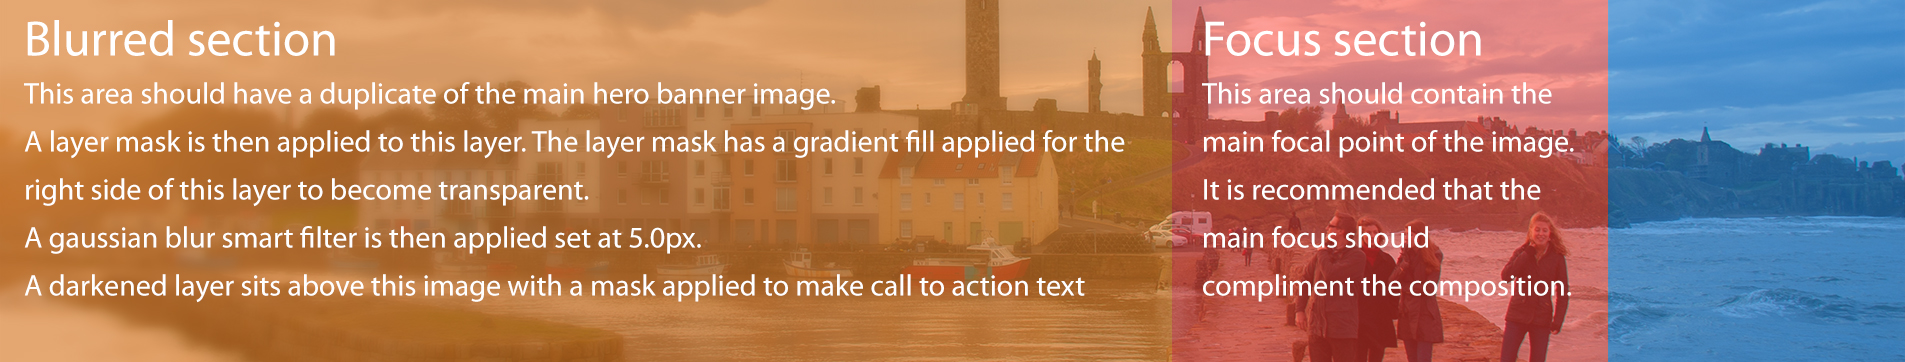 Blurred section
This area should have a duplicate of the main hero banner image.
A layer mask is then applied to this layer. The layer mask has a gradient fill applied for the
right side of this layer to become transparent.
A gaussian blur smart filter is then applied set at 5.0px.
A darkened layer sits above this image with a mask applied to make call to action text
Focus section
This area should contain the
main focal point of the image.
It is recommended that the
main focus should
compliment the composition.